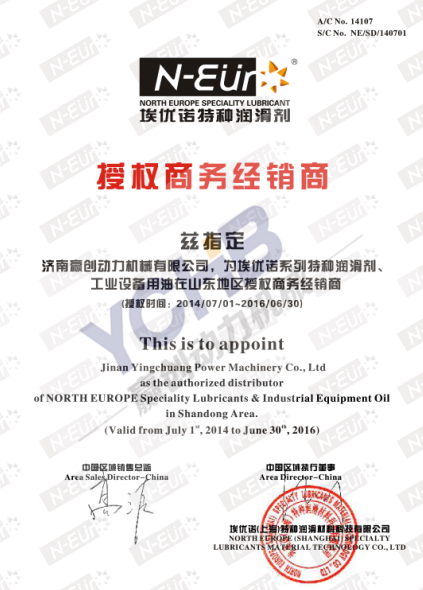 A/C No. 14107
S/C No. NE/SD/140701
N-Eür ®
NORTH EUROPE SPECIALITY LUBRICANT
埃优诺特种润滑剂
授权商务经销商
兹指定
济南赢创动力机械有限公司，为埃优诺系列特种润滑剂、
工业设备用油在山东地区授权商务经销商
(授权时间：2014/07/01~2016/06/30)
This is to appoint
Jinan Yingchuang Power Machinery Co., Ltd
as the authorized distributor
of NORTH EUROPE Speciality Lubricants & Industrial Equipment Oil
in Shandong Area.
(Valid from July 1st, 2014 to June 30th, 2016)
中国区域销售总监 中国区域执行董事
Area Sales Director-China Area Director-China
埃优诺(上海)特种润滑材料科技有限公司
NORTH EUROPE (SHANGHAI) SPECIALTY
LUBRICANTS MATERIAL TECHNOLOGY CO., LTD